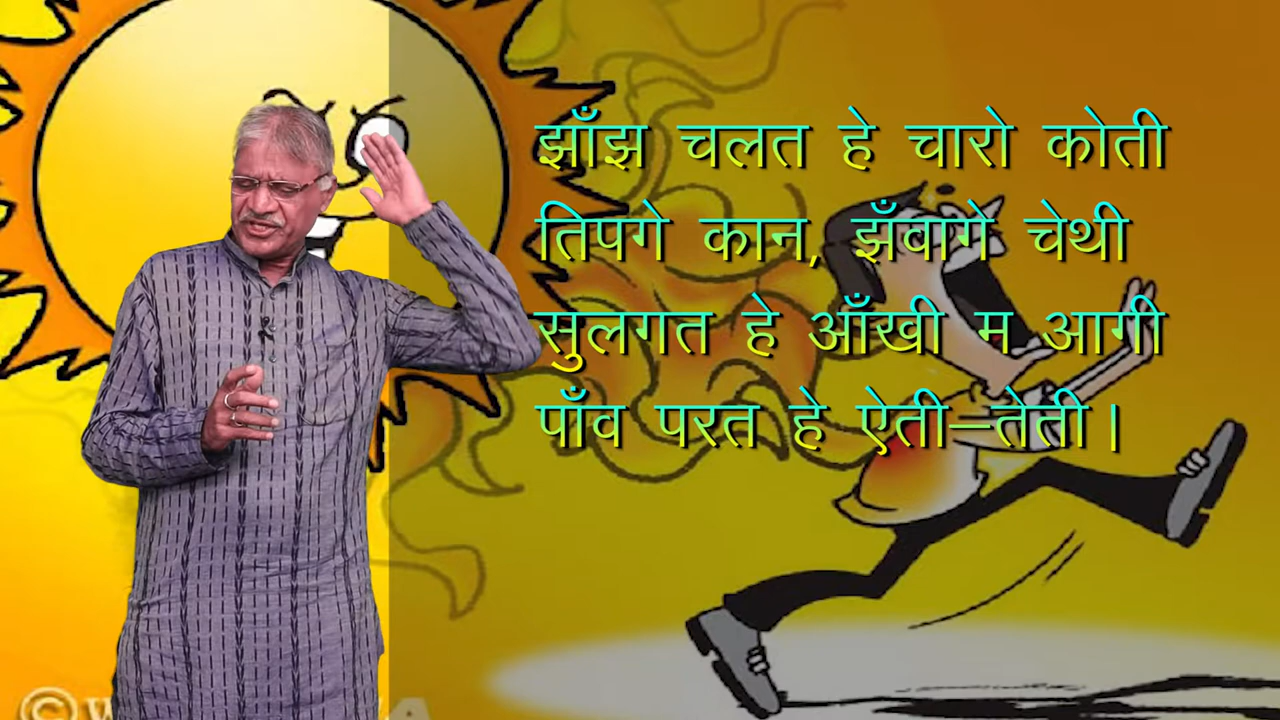 झाँझ चलत हे चारो कोती
तिपगे कान, झँवागे चेथी
सुलगत हे आँखी म आगी
पाँव परत हे ऐती–तेती।